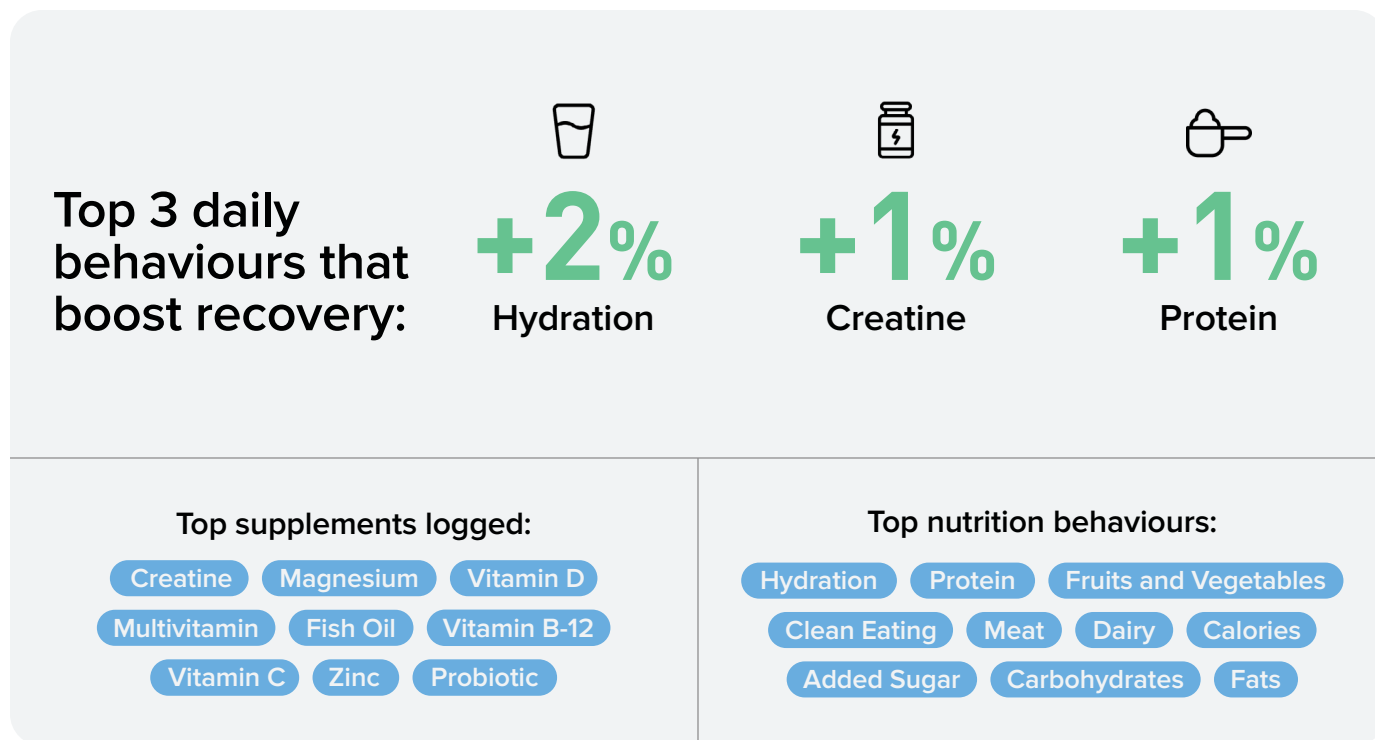 Top 3 daily
behaviours that
boost recovery:
+2%
Hydration
+1%
Creatine
+1%
Protein
Top supplements logged:
Creatine Magnesium Vitamin D
Multivitamin Fish Oil Vitamin B-12
Vitamin C Zinc Probiotic
Top nutrition behaviours:
Hydration Protein Fruits and Vegetables
Clean Eating Meat Dairy Calories
Added Sugar Carbohydrates Fats